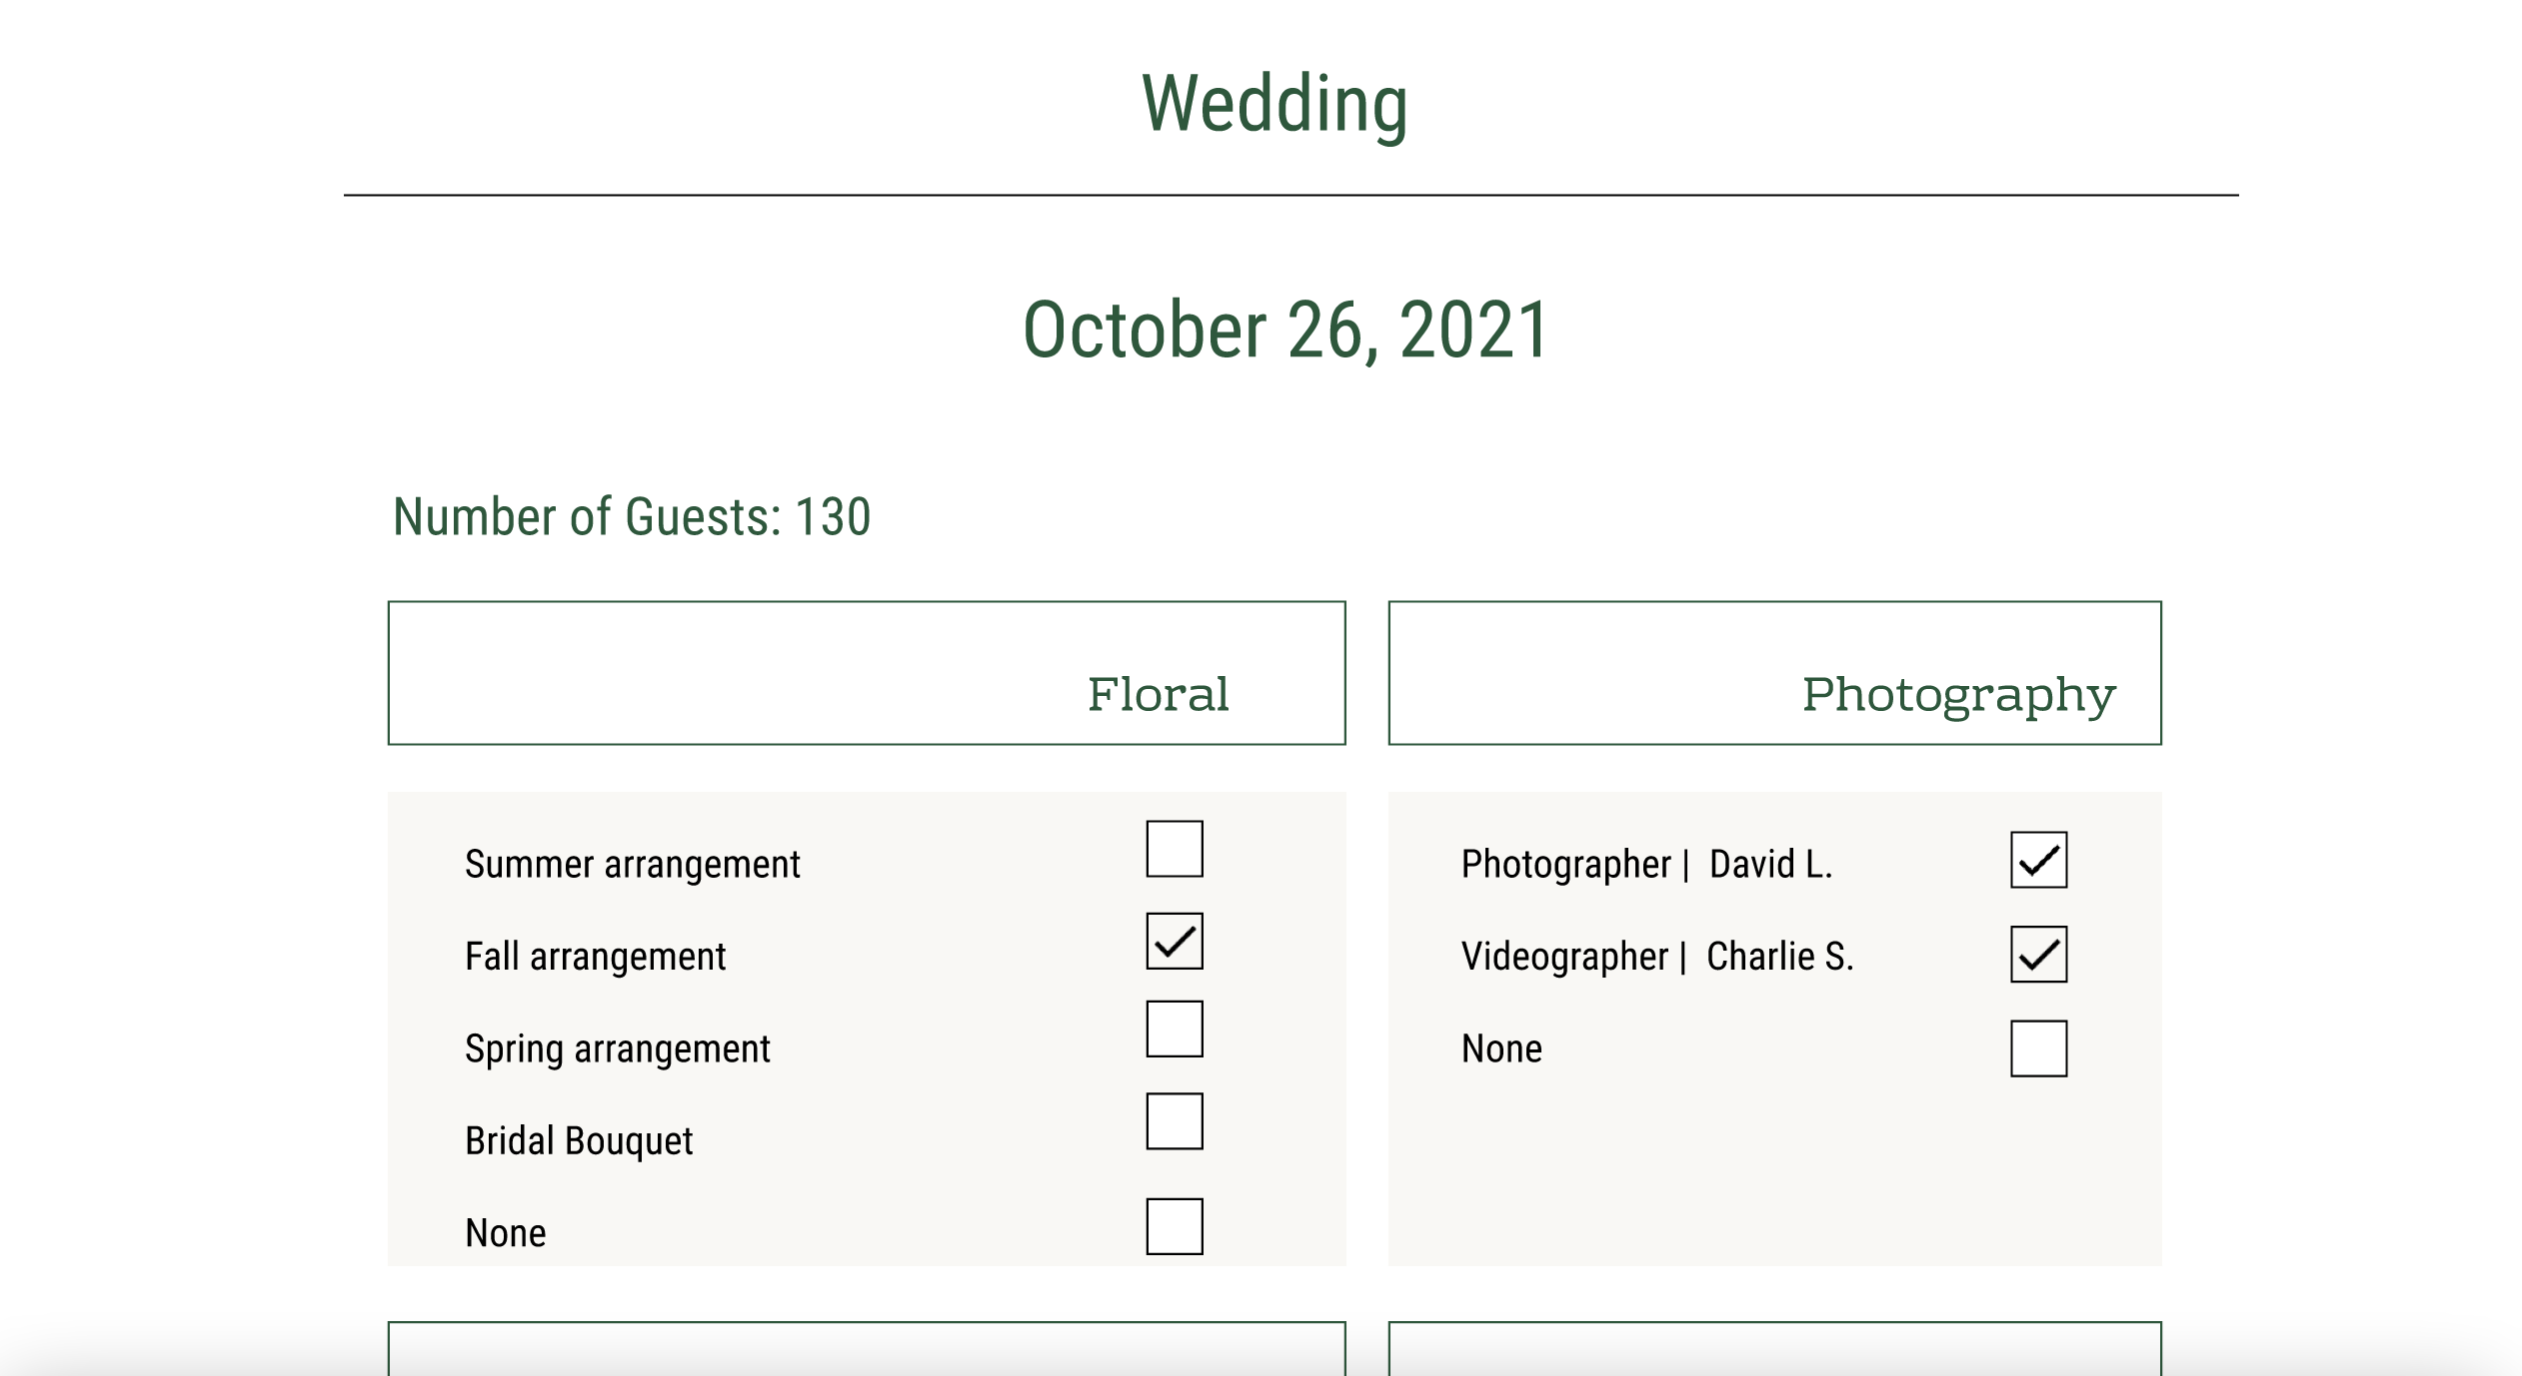 Wedding
October 26, 2021
Number of Guests: 130
Floral
Summer arrangement
Fall arrangement
Spring arrangement
Bridal Bouquet
None
Photography
Photographer | David L.
Videographer | Charlie S.
None